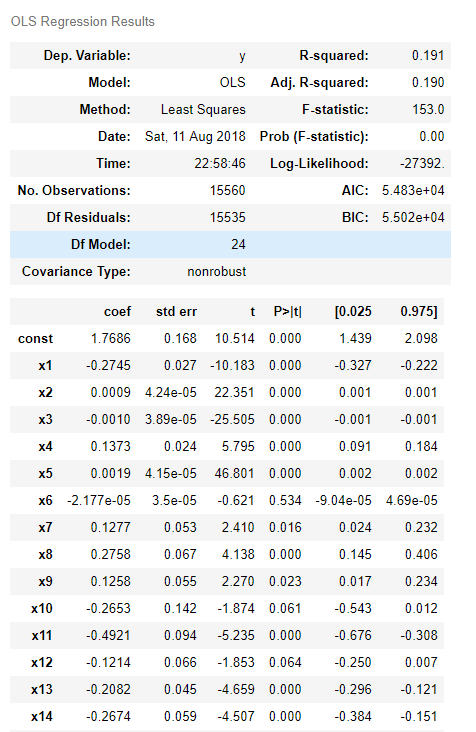 OLS Regression Results
Dep. Variable: y R-squared: 0.191
Model: OLS Adj. R-squared: 0.190
Method: Least Squares F-statistic: 153.0
Date: Sat, 11 Aug 2018 Prob (F-statistic): 0.00
Time: 22:58:46 Log-Likelihood: -27392.
No. Observations: 15560 AIC: 5.483e+04
Df Residuals: 15535 BIC: 5.502e+04
Df Model: 24
Covariance Type: nonrobust
coef std err t P>|t| [0.025 0.975]
const 1.7686 0.168 10.514 0.000 1.439 2.098
x1 -0.2745 0.027 -10.183 0.000 -0.327 -0.222
x2 0.0009 4.24e-05 22.351 0.000 0.001 0.001
x3 -0.0010 3.89e-05 -25.505 0.000 -0.001 -0.001
x4 0.1373 0.024 5.795 0.000 0.091 0.184
x5 0.0019 4.15e-05 46.801 0.000 0.002 0.002
x6 -2.177e-05 3.5e-05 -0.621 0.534 -9.04e-05 4.69e-05
x7 0.1277 0.053 2.410 0.016 0.024 0.232
x8 0.2758 0.067 4.138 0.000 0.145 0.406
x9 0.1258 0.055 2.270 0.023 0.017 0.234
x10 -0.2653 0.142 -1.874 0.061 -0.543 0.012
x11 -0.4921 0.094 -5.235 0.000 -0.676 -0.308
x12 -0.1214 0.066 -1.853 0.064 -0.250 0.007
x13 -0.2082 0.045 -4.659 0.000 -0.296 -0.121
x14 -0.2674 0.059 -4.507 0.000 -0.384 -0.151